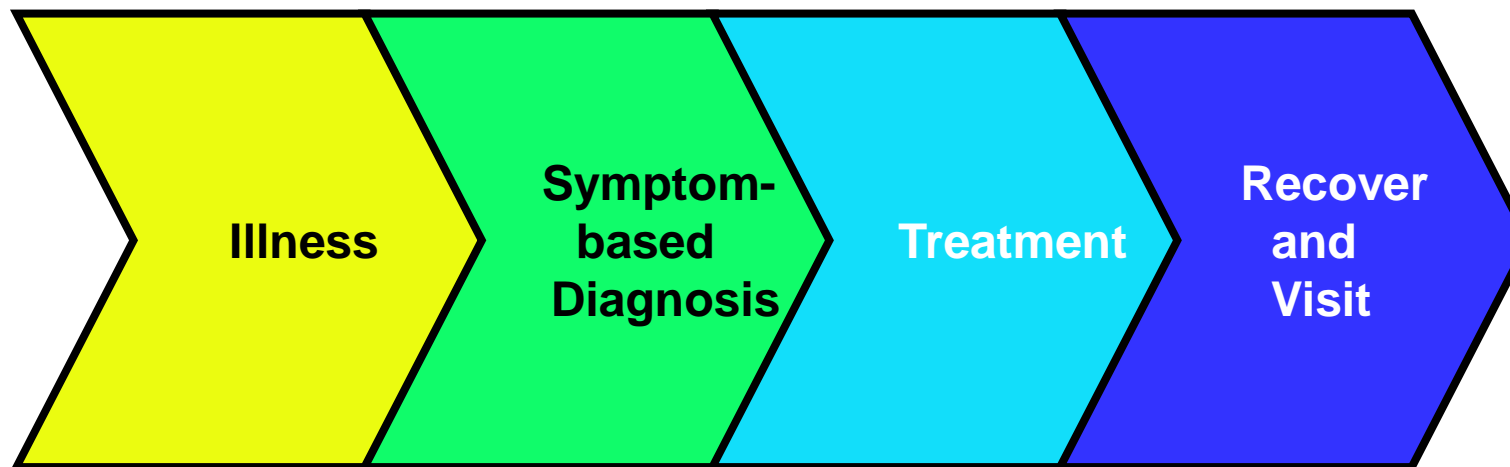 Illness
Symptom-
based
Diagnosis
Treatment
Recover
and
Visit